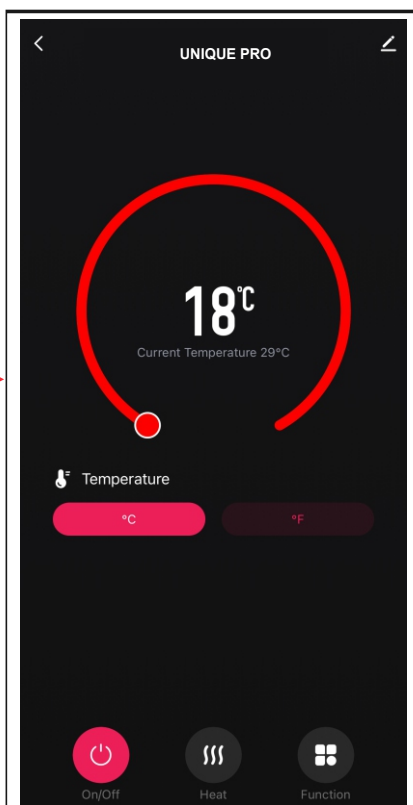 UNIQUE PRO
18°C
Current Temperature 29°C
Temperature
°C
°F
On/Off
Heat
Function